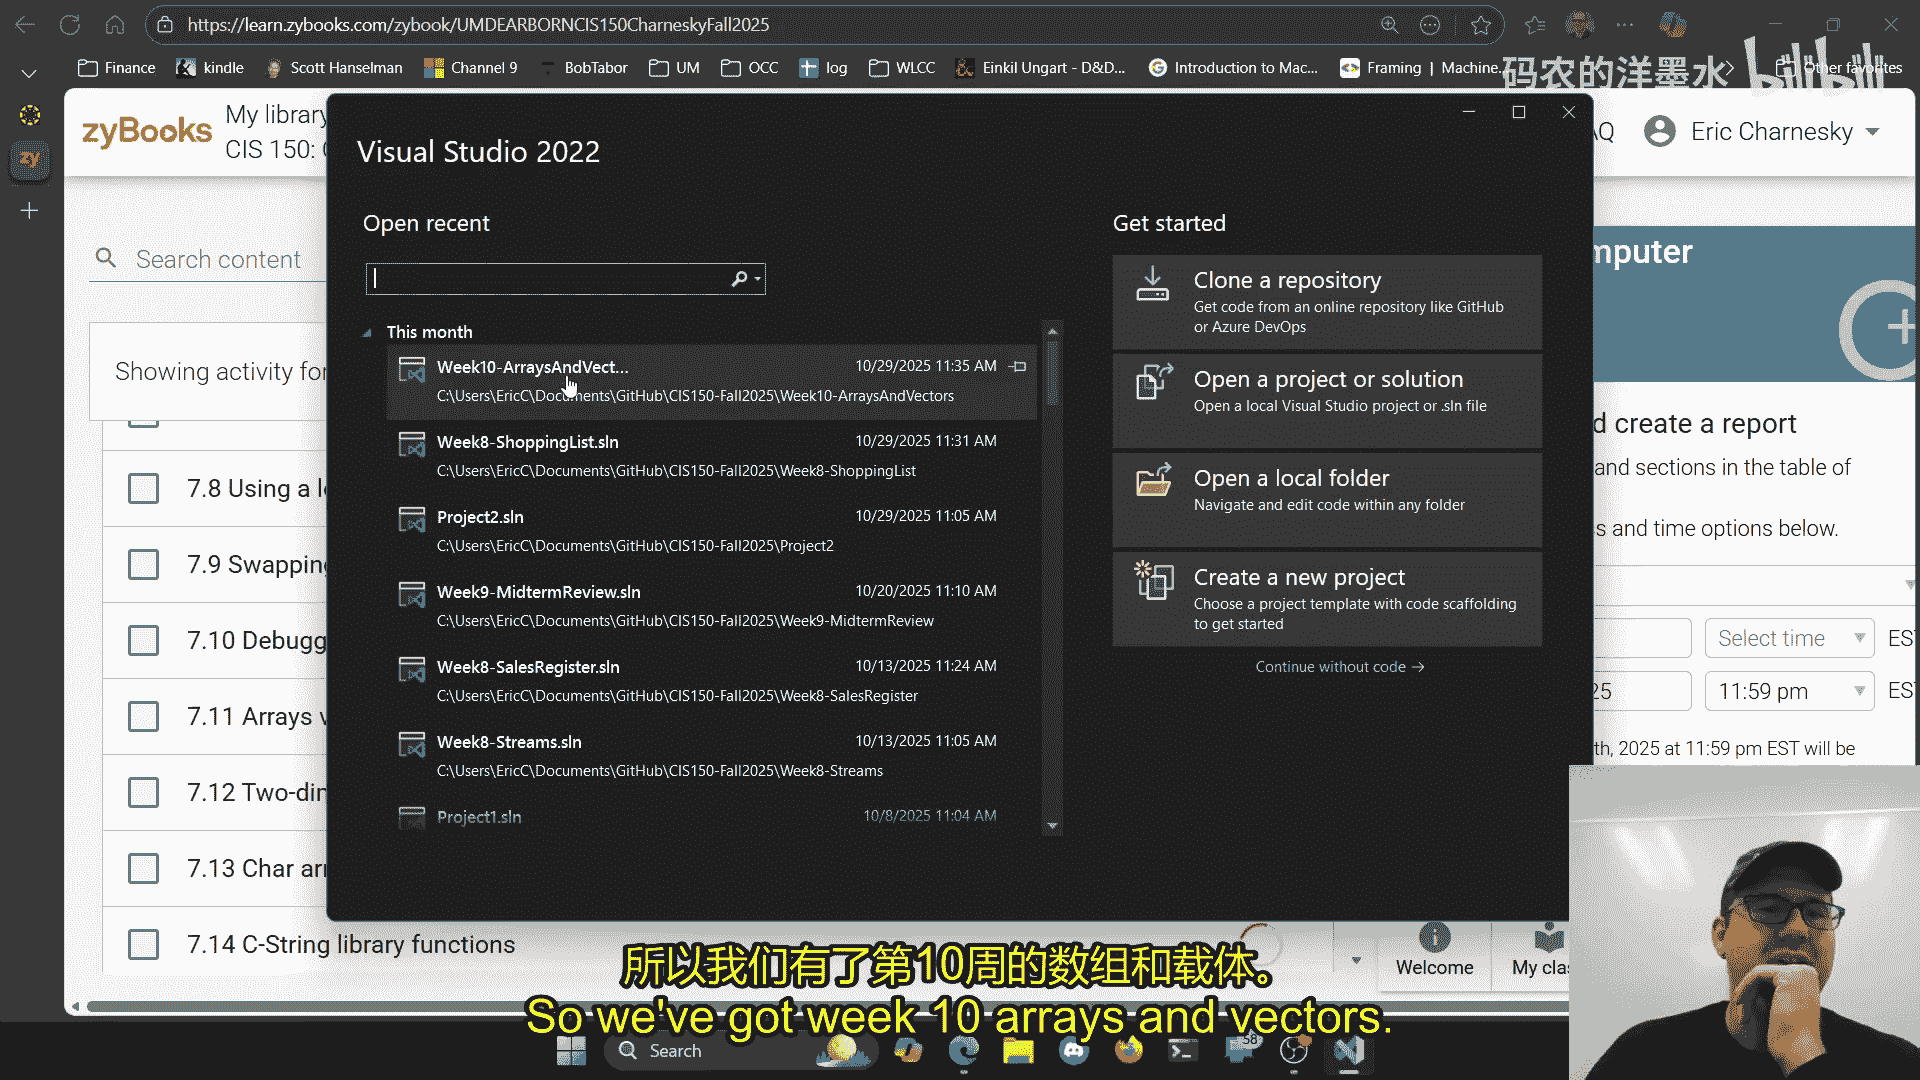 https://learn.zybooks.com/zybook/UMDEARBORNCIS150CharneskyFall2025
Finance
kindle
Scott Hanselman
Channel 9
BobTabor
UM
OCC
log
WLCC
Einkil Ungart - D&D...
Introduction to Mac...
Framing | Machine...
Other favorites
码农的洋墨水
bilibili
zyBooks
My library
CIS 150:
Eric Charnesky
Search content
Showing activity for
7.8 Using a l
7.9 Swapping
7.10 Debugg
7.11 Arrays v
7.12 Two-din
7.13 Char arr
7.14 C-String library functions
Visual Studio 2022
Open recent
This month
Week10-ArraysAndVect...
10/29/2025 11:35 AM
C:\Users\EricC\Documents\GitHub\CIS150-Fall2025\Week10-ArraysAndVectors
Week8-ShoppingList.sln
10/29/2025 11:31 AM
C:\Users\EricC\Documents\GitHub\CIS150-Fall2025\Week8-ShoppingList
Project2.sln
10/29/2025 11:05 AM
C:\Users\EricC\Documents\GitHub\CIS150-Fall2025\Project2
Week9-MidtermReview.sln
10/20/2025 11:10 AM
C:\Users\EricC\Documents\GitHub\CIS150-Fall2025\Week9-MidtermReview
Week8-SalesRegister.sln
10/13/2025 11:24 AM
C:\Users\EricC\Documents\GitHub\CIS150-Fall2025\Week8-SalesRegister
Week8-Streams.sln
10/13/2025 11:05 AM
C:\Users\EricC\Documents\GitHub\CIS150-Fall2025\Week8-Streams
Project1.sln
10/8/2025 11:04 AM
Get started
Clone a repository
Get code from an online repository like GitHub
or Azure DevOps
Open a project or solution
Open a local Visual Studio project or .sln file
Open a local folder
Navigate and edit code within any folder
Create a new project
Choose a project template with code scaffolding
to get started
Continue without code →
mputer
d create a report
and sections in the table of
s and time options below.
Select time
EST
25
11:59 pm
EST
th, 2025 at 11:59 pm EST will be
Welcome
My cla
所以我们有了第10周的数组和载体。
So we've got week 10 arrays and vectors.
Search
58